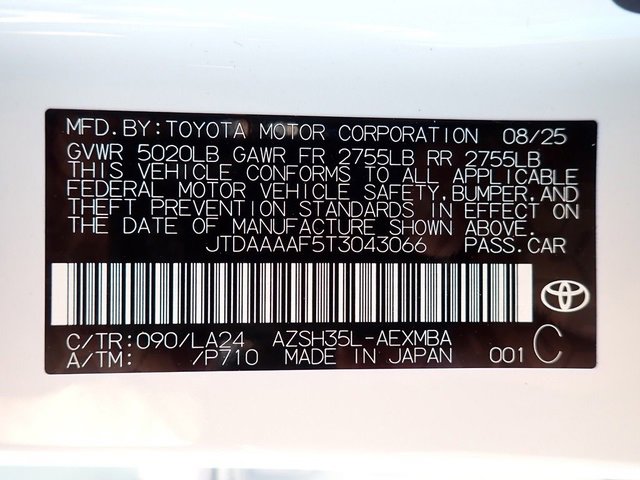 MFD. BY: TOYOTA MOTOR CORPORATION 08/25
GVWR 5020LB GAWR FR 2755LB RR 2755LB
THIS VEHICLE CONFORMS TO ALL APPLICABLE
FEDERAL MOTOR VEHICLE SAFETY, BUMPER, AND
THEFT PREVENTION STANDARDS IN EFFECT ON
THE DATE OF MANUFACTURE SHOWN ABOVE.
JTDAAAAF5T3043066 PASS. CAR
C/TR: 090/LA24 AZSH35L-AEXMBA
A/TM: /P710 MADE IN JAPAN 001 C